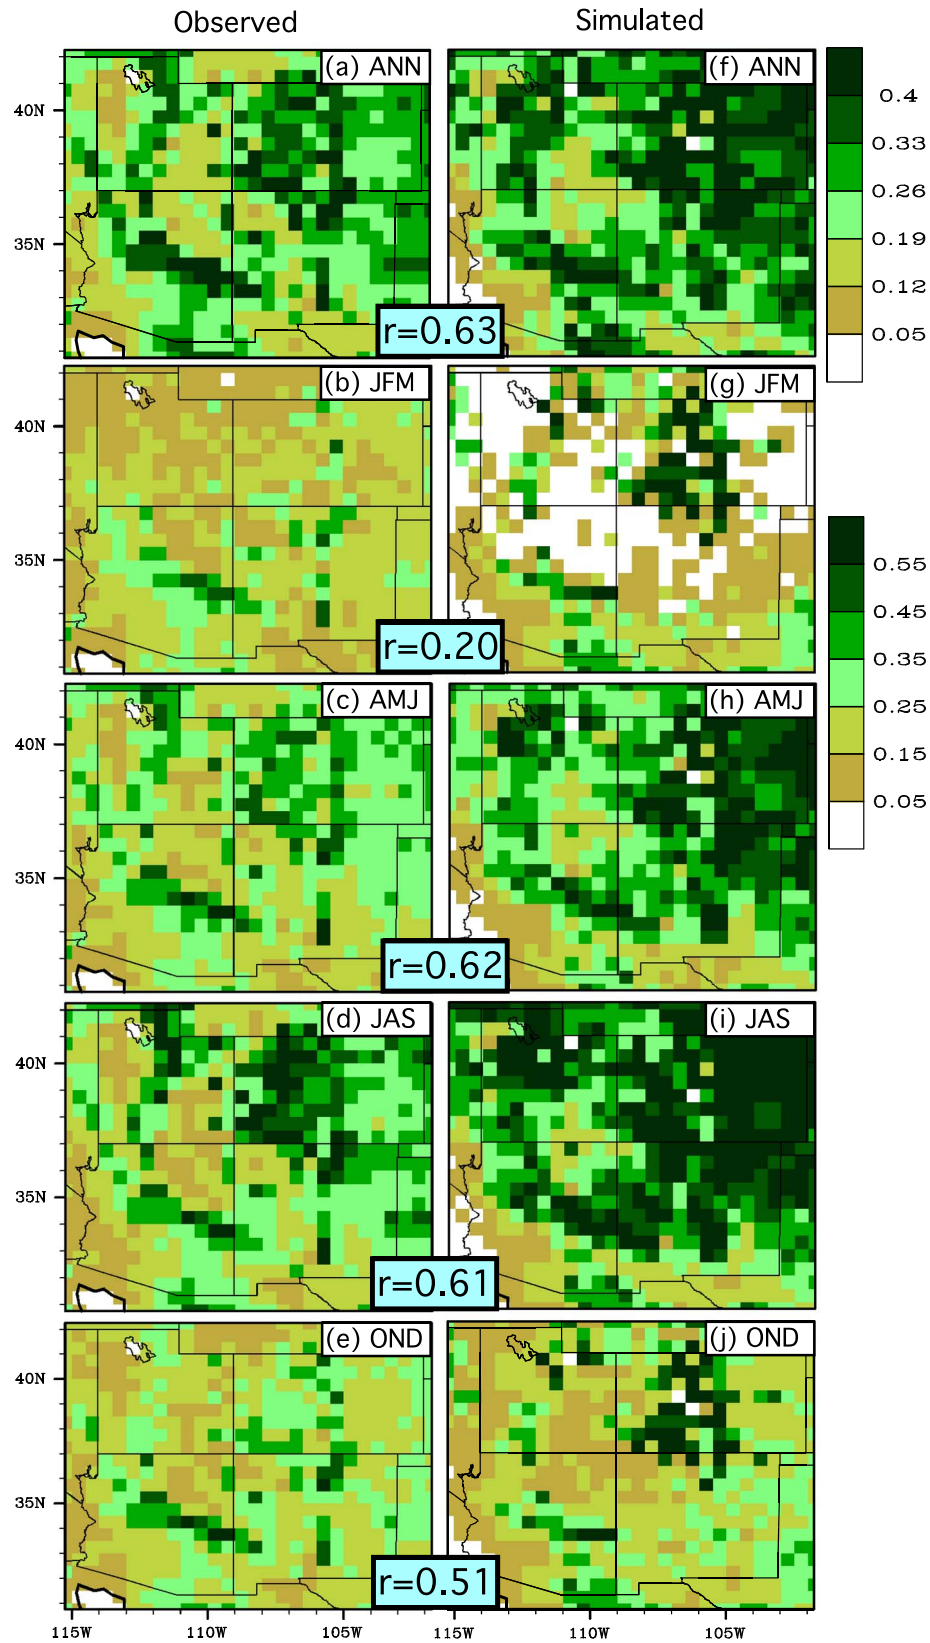 Observed Simulated
(a) ANN (f) ANN
40N
35N
r=0.63
0.4
0.33
0.26
0.19
0.12
0.05
(b) JFM (g) JFM
40N
35N
r=0.20
0.55
0.45
0.35
0.25
0.15
0.05
(c) AMJ (h) AMJ
40N
35N
r=0.62
(d) JAS (i) JAS
40N
35N
r=0.61
(e) OND (j) OND
40N
35N
r=0.51
115W 110W 105W 115W 110W 105W